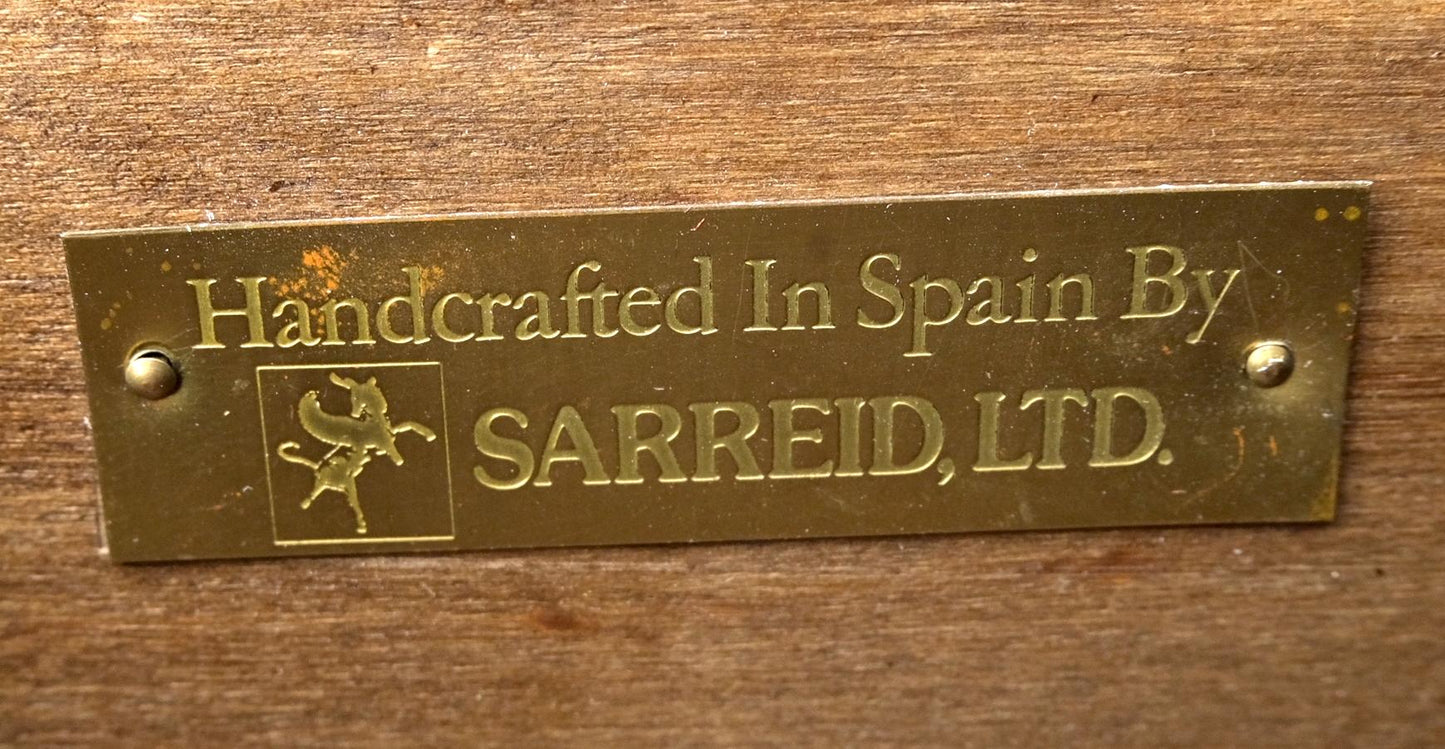 Handcrafted In Spain By
SARREID, LTD.